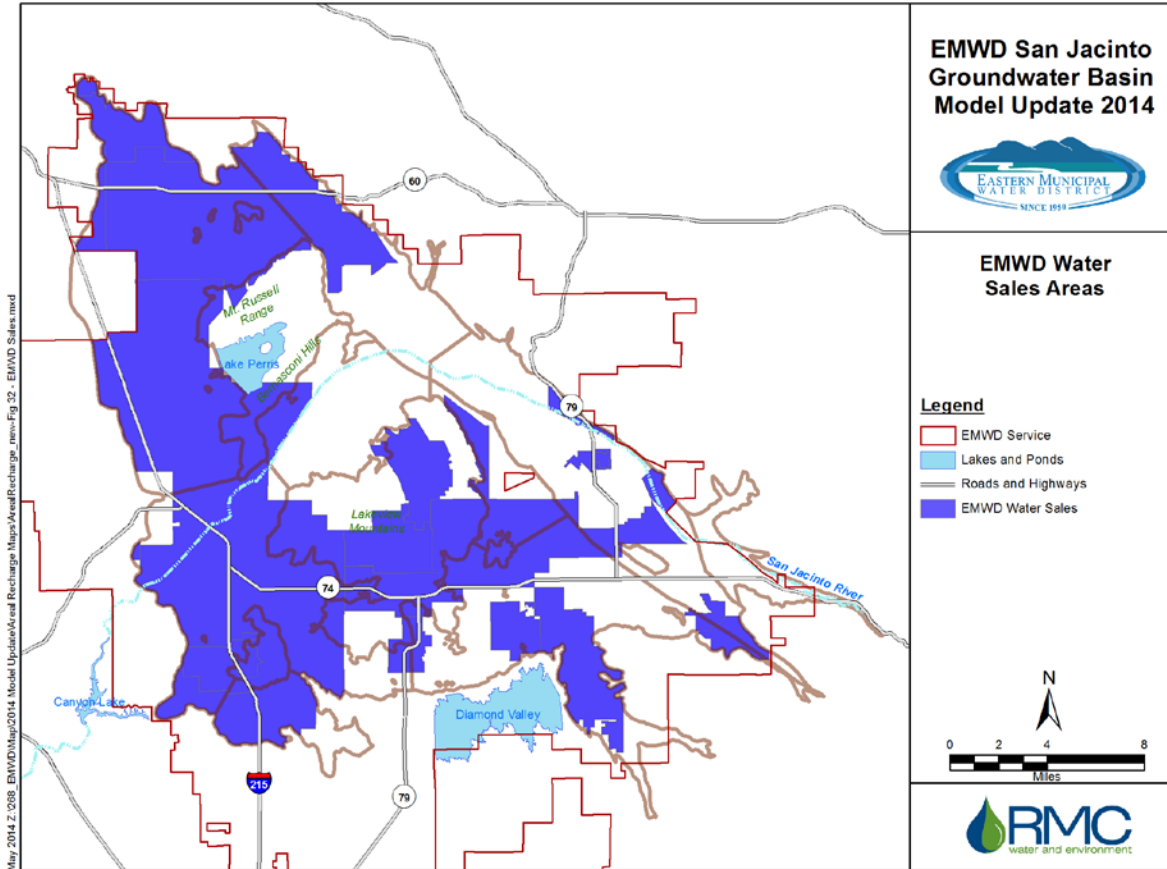 EMWD San Jacinto
Groundwater Basin
Model Update 2014
EASTERN MUNICIPAL
WATER DISTRICT
SINCE 1950
EMWD Water
Sales Areas
Legend
EMWD Service
Lakes and Ponds
Roads and Highways
EMWD Water Sales
N
0 2 4 8
Miles
RMC
water and environment
60
Mt. Russell
Range
Lake Perris
Bernasconi Hills
79
Lakeview
Mountains
San Jacinto River
74
Canyon Lake
Diamond Valley
215
79
May 2014 Z:\268_EMWD\Map\2014 Model Update\Areal Recharge Maps\ArealRecharge_new-Fig 32 - EMWD Sales.mxd